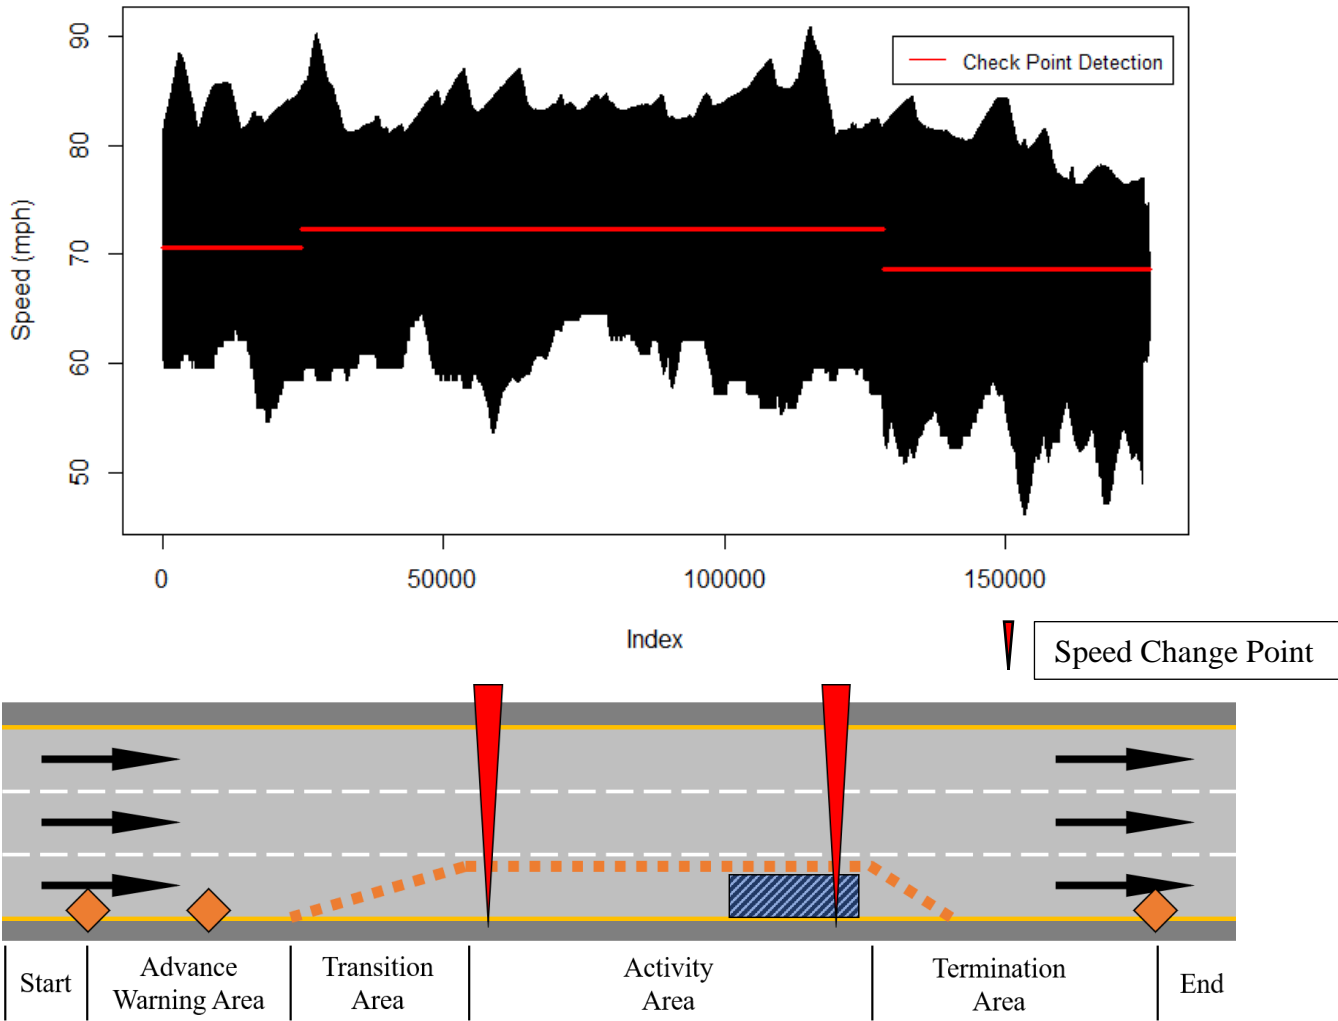 90
80
70
60
50
Speed (mph)
Check Point Detection
0
50000
100000
150000
Index
Speed Change Point
Start
Advance
Warning Area
Transition
Area
Activity
Area
Termination
Area
End